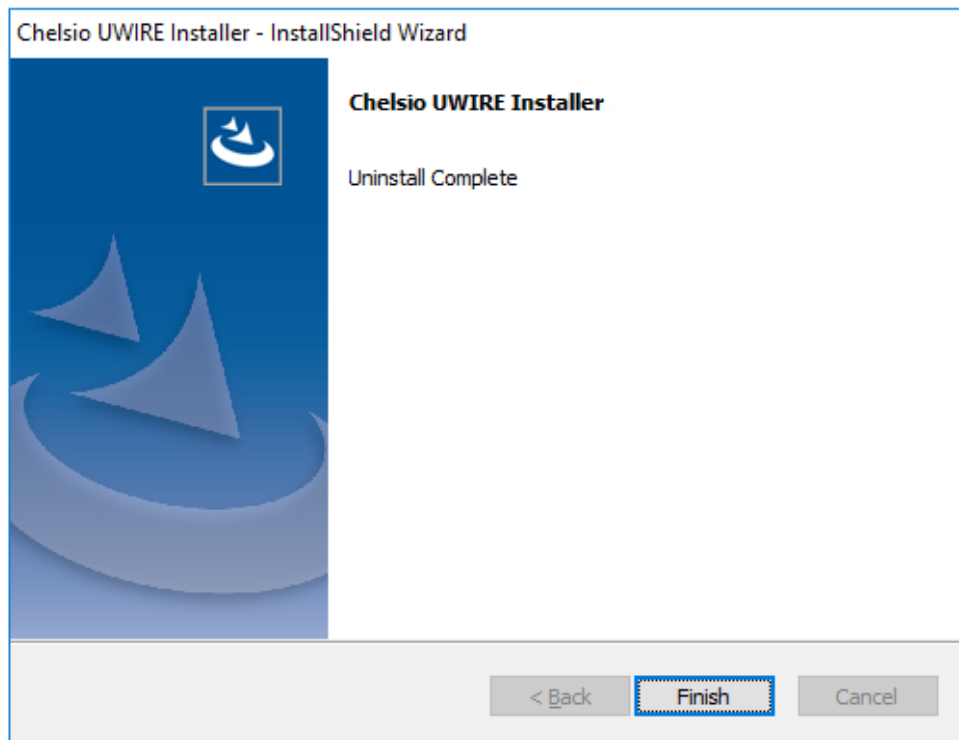 Chelsio UWIRE Installer - InstallShield Wizard
Chelsio UWIRE Installer
Uninstall Complete
< Back
Finish
Cancel